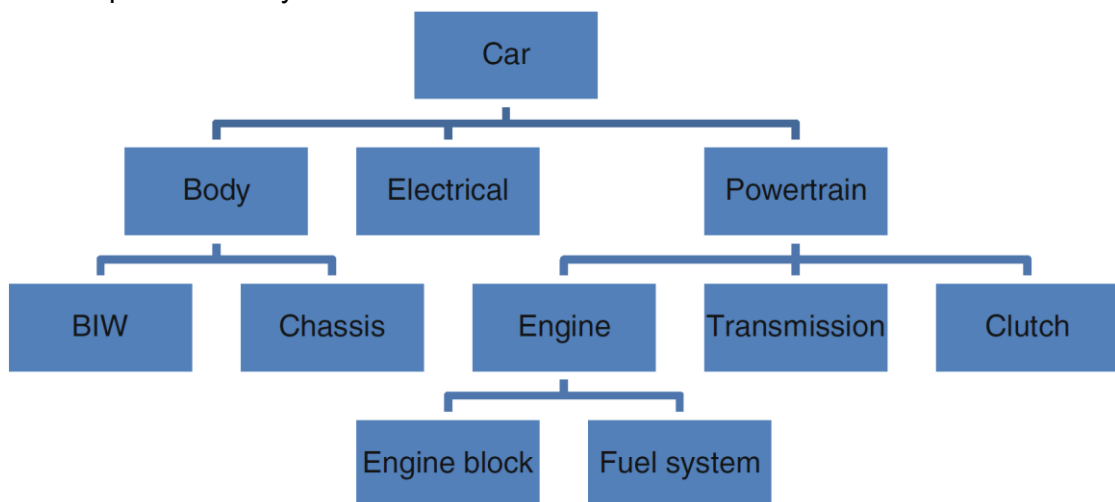 Car
Body
Electrical
Powertrain
BIW
Chassis
Engine
Transmission
Clutch
Engine block
Fuel system